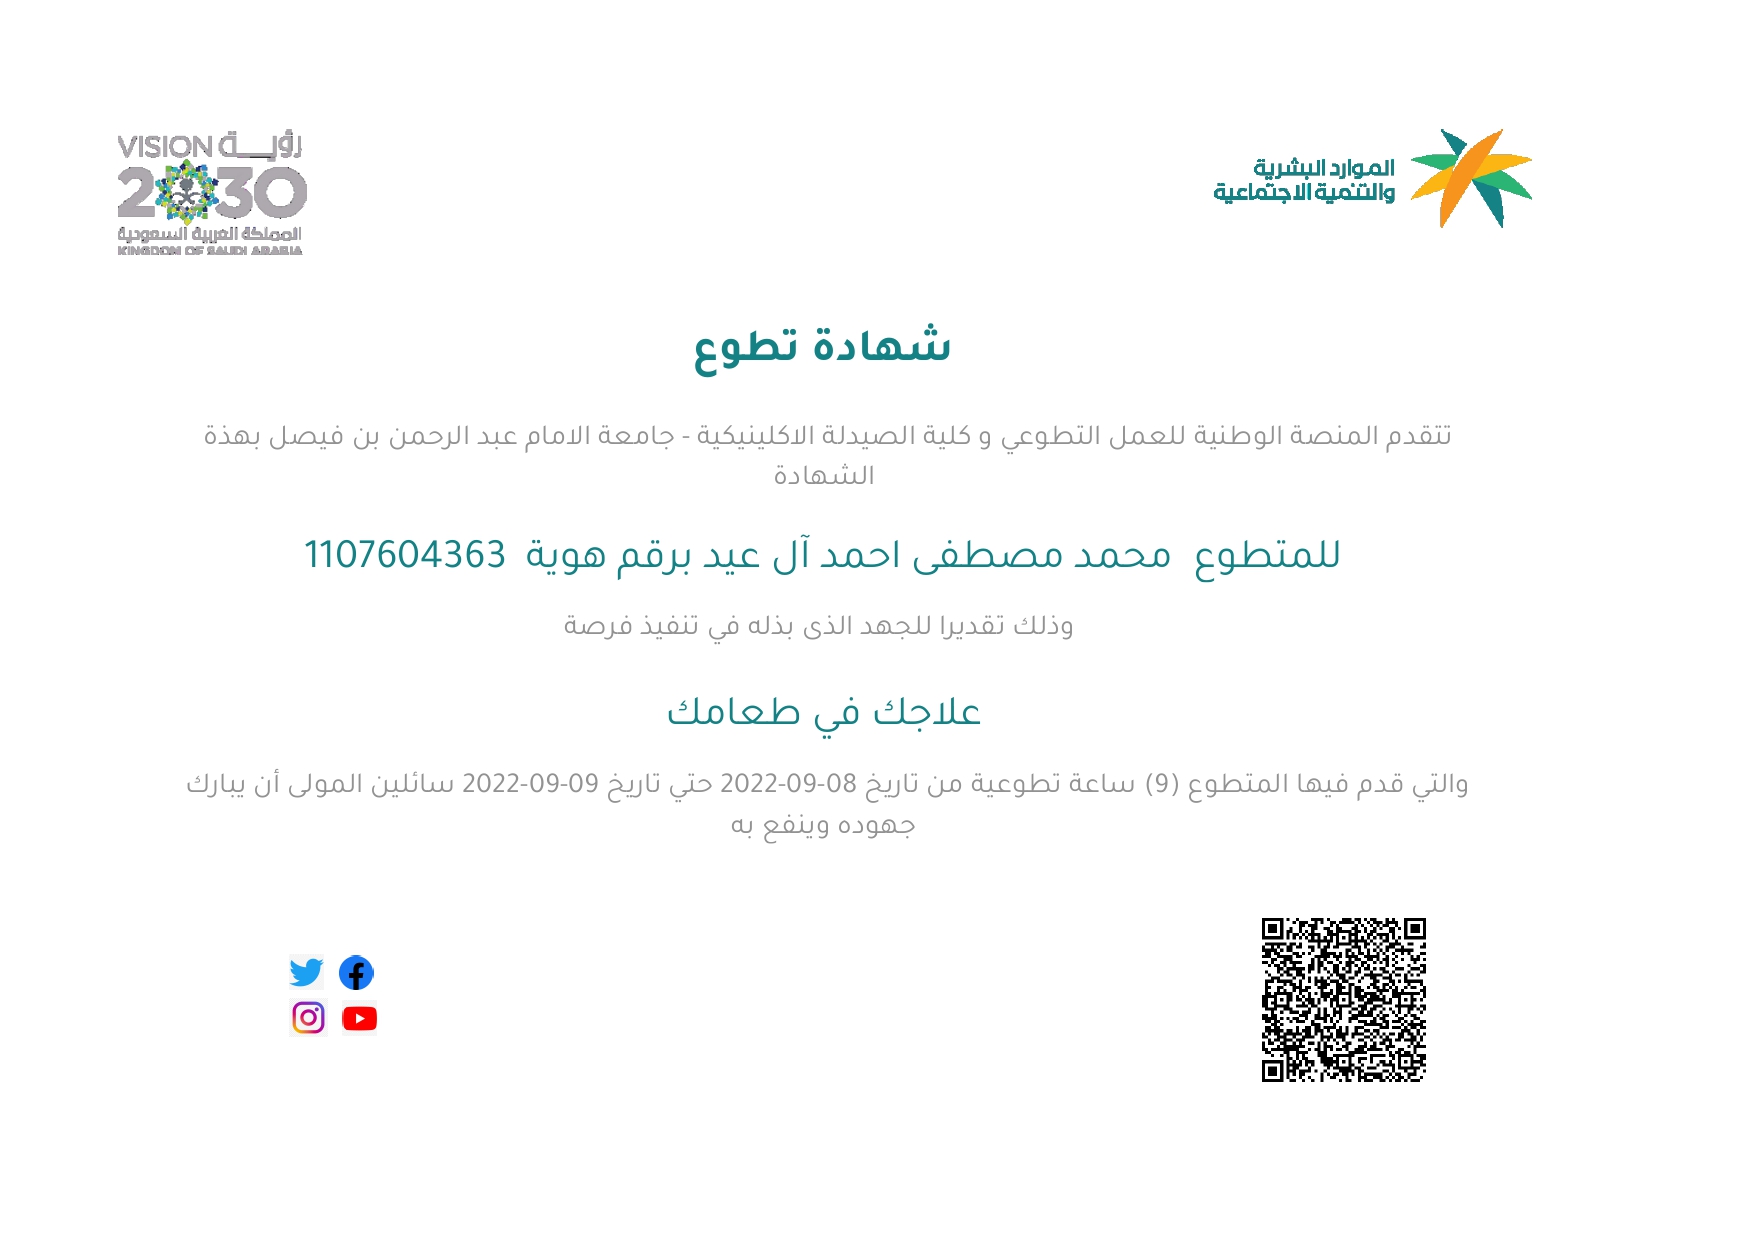 رؤيـــة VISION
2030
المملكة العربية السعودية
KINGDOM OF SAUDI ARABIA
الموارد البشرية
والتنمية الاجتماعية
شهادة تطوع
تتقدم المنصة الوطنية للعمل التطوعي و كلية الصيدلة الاكلينيكية - جامعة الامام عبد الرحمن بن فيصل بهذة
الشهادة
للمتطوع محمد مصطفى احمد آل عيد برقم هوية 1107604363
وذلك تقديرا للجهد الذى بذله في تنفيذ فرصة
علاجك في طعامك
والتي قدم فيها المتطوع (9) ساعة تطوعية من تاريخ 08-09-2022 حتي تاريخ 09-09-2022 سائلين المولى أن يبارك
جهوده وينفع به